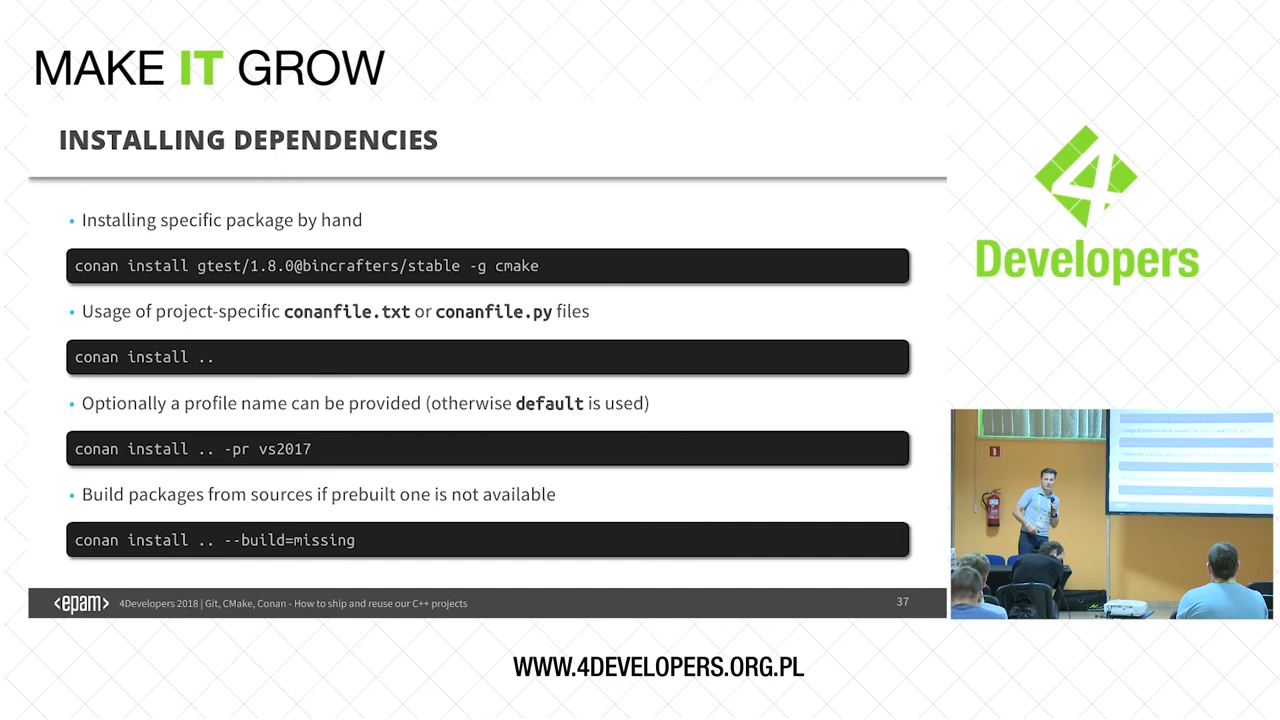 MAKE IT GROW
INSTALLING DEPENDENCIES
• Installing specific package by hand
conan install gtest/1.8.0@bincrafters/stable -g cmake
• Usage of project-specific conanfile.txt or conanfile.py files
conan install ..
• Optionally a profile name can be provided (otherwise default is used)
conan install .. -pr vs2017
• Build packages from sources if prebuilt one is not available
conan install .. --build=missing
<epam> 4Developers 2018 | Git, CMake, Conan - How to ship and reuse our C++ projects 37
4
Developers
WWW.4DEVELOPERS.ORG.PL